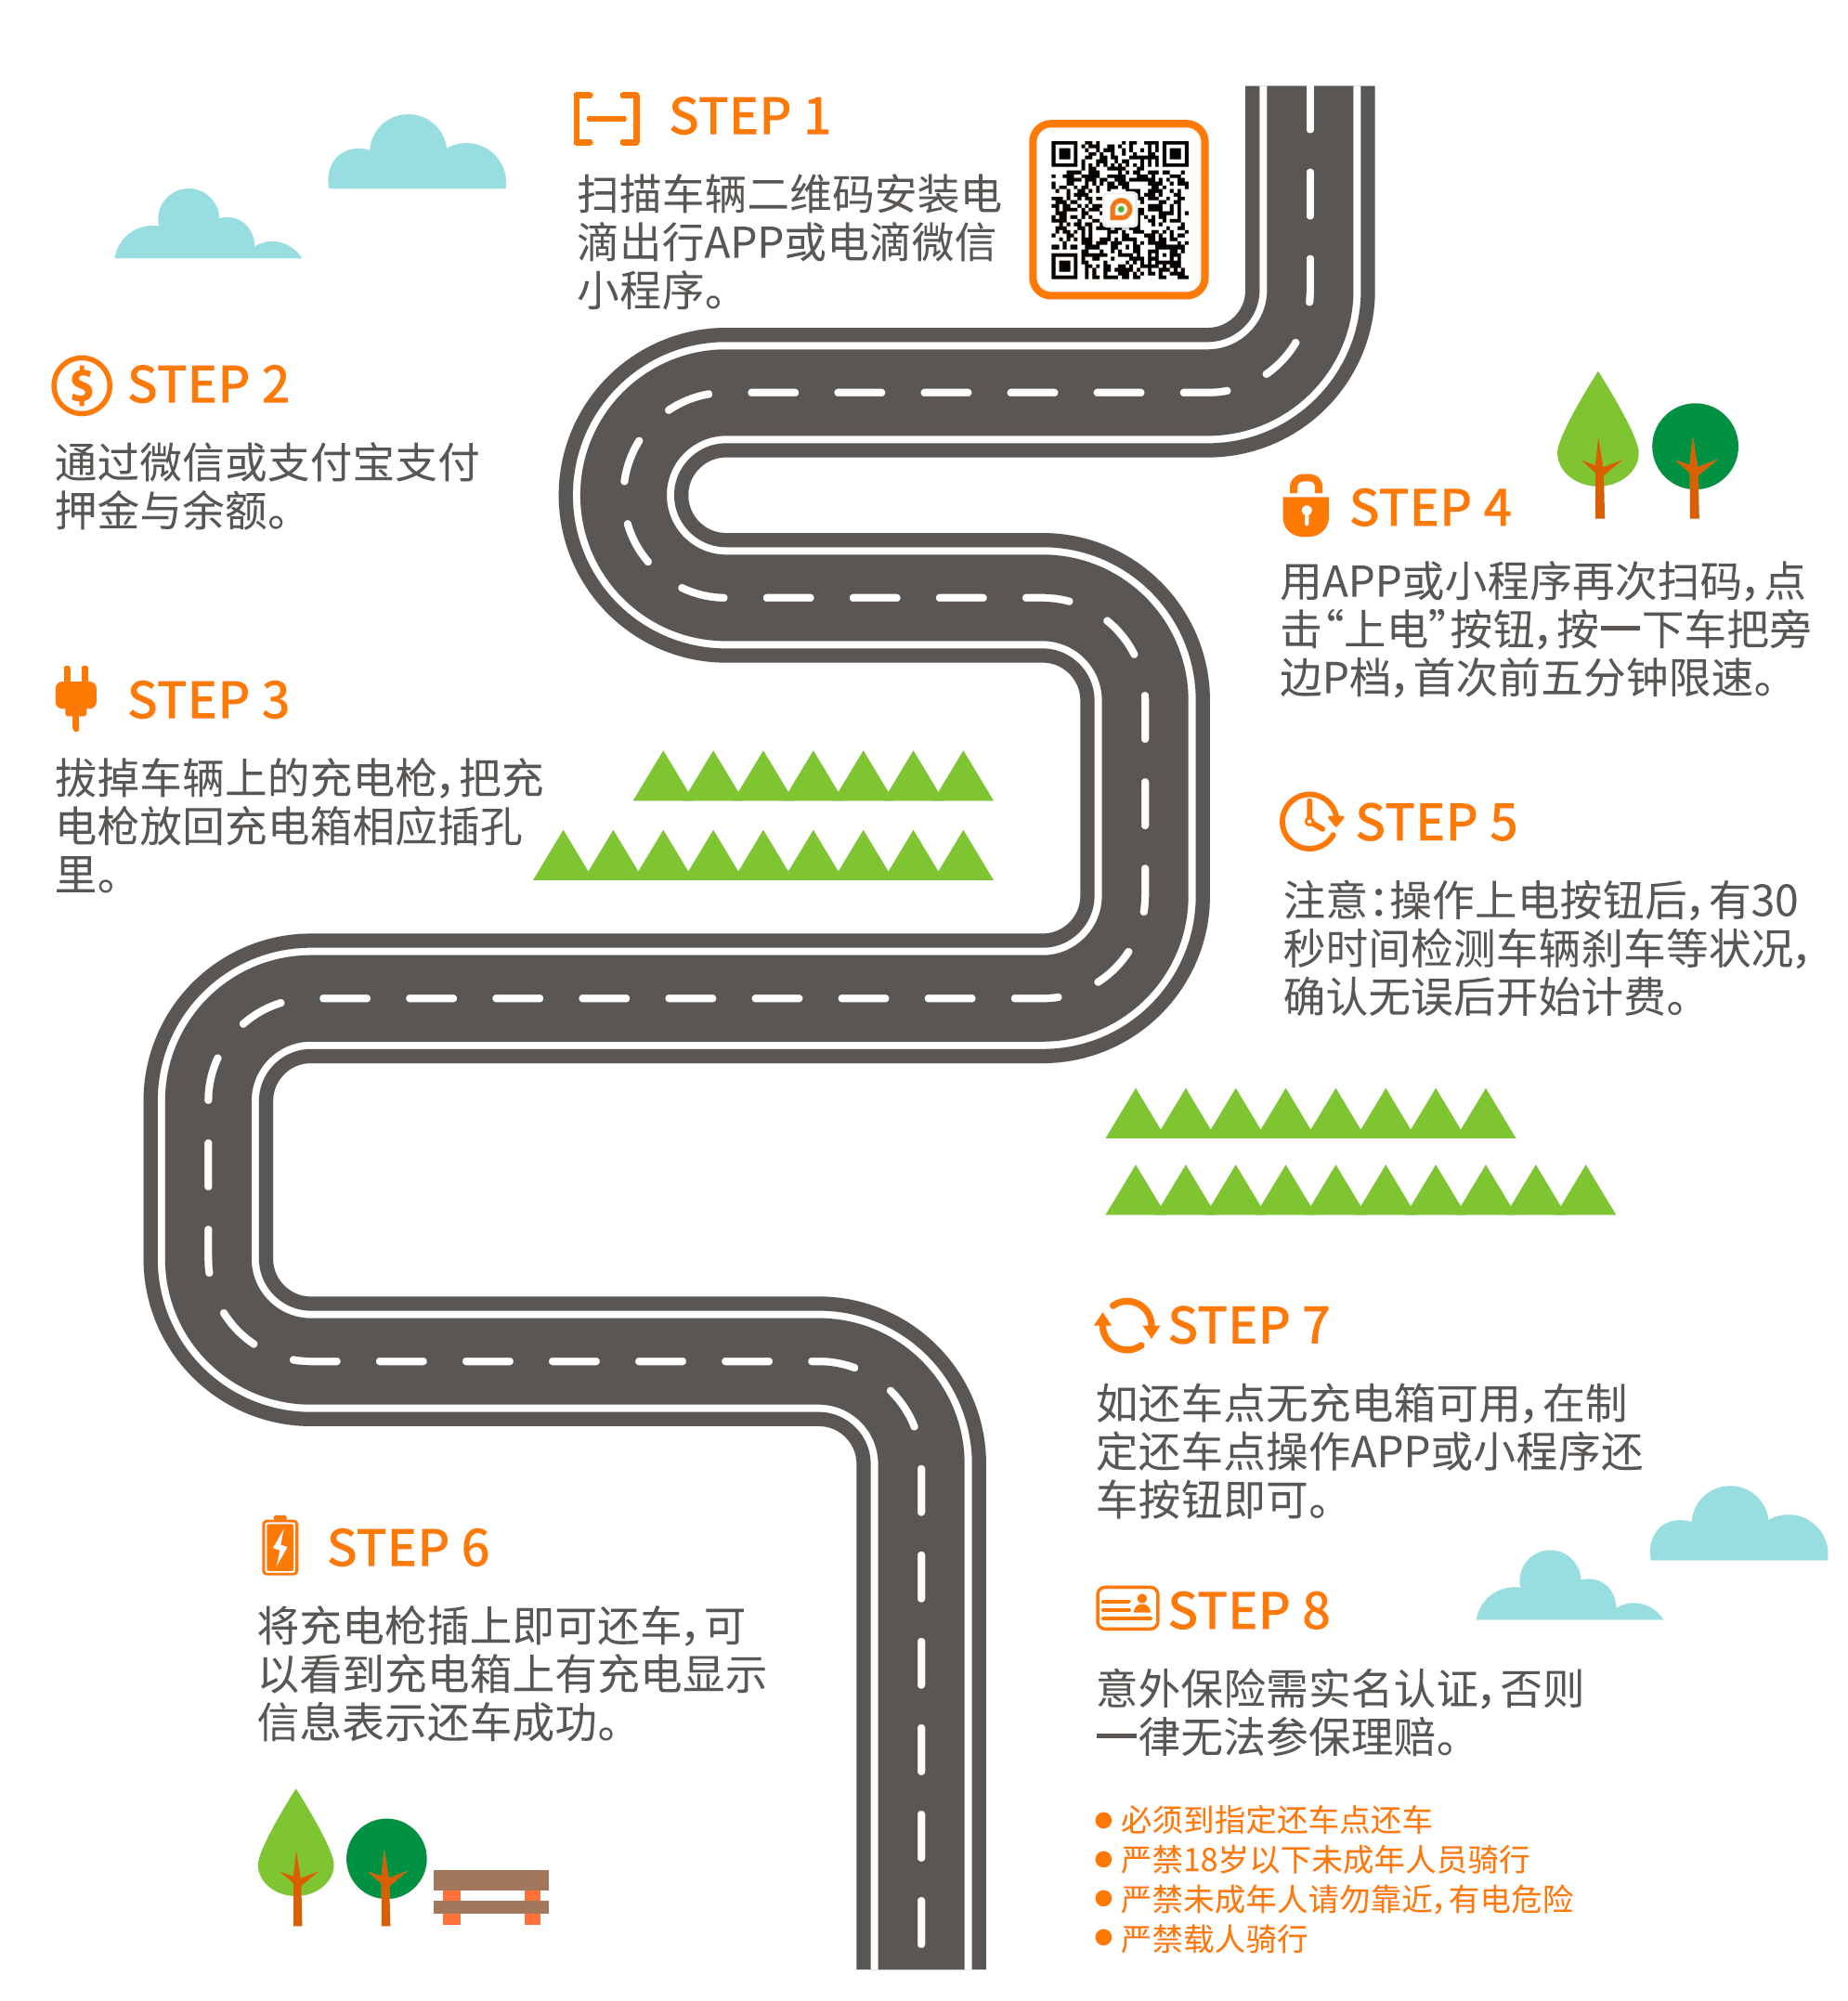 STEP 1
扫描车辆二维码安装电
滴出行APP或电滴微信
小程序。
STEP 2
通过微信或支付宝支付
押金与余额。
STEP 3
拔掉车辆上的充电枪，把充
电枪放回充电箱相应插孔
里。
STEP 4
用APP或小程序再次扫码，点
击“上电”按钮，按一下车把旁
边P档，首次前五分钟限速。
STEP 5
注意：操作上电按钮后，有30
秒时间检测车辆刹车等状况，
确认无误后开始计费。
STEP 6
将充电枪插上即可还车，可
以看到充电箱上有充电显示
信息表示还车成功。
STEP 7
如还车点无充电箱可用，在制
定还车点操作APP或小程序还
车按钮即可。
STEP 8
意外保险需实名认证，否则
一律无法参保理赔。
●必须到指定还车点还车
●严禁18岁以下未成年人员骑行
●严禁未成年人请勿靠近，有电危险
●严禁载人骑行